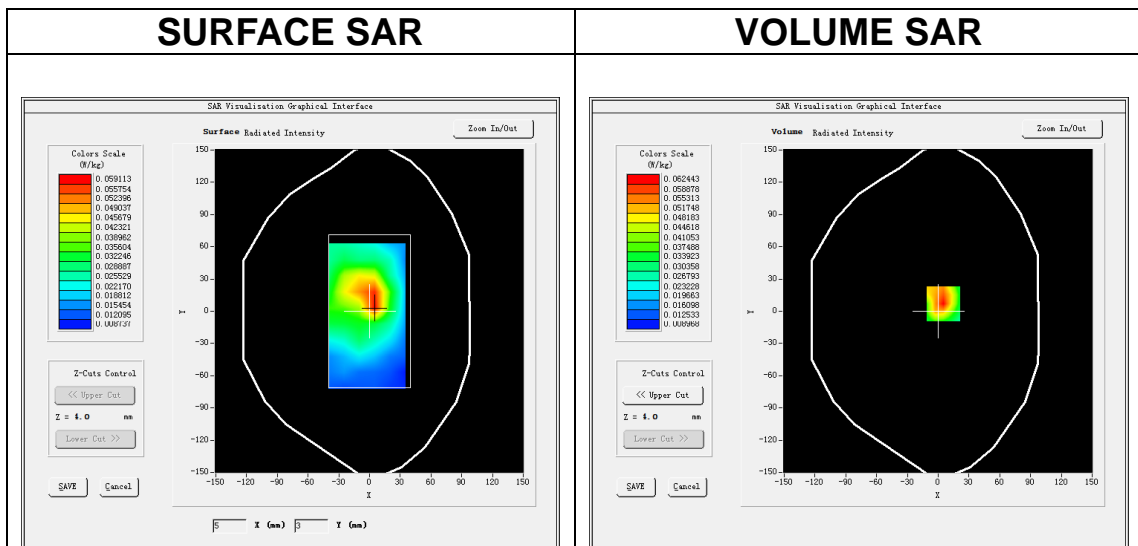 SURFACE SAR
VOLUME SAR
SAR Visualisation Graphical Interface
Surface Radiated Intensity
Zoom In/Out
Colors Scale
(W/kg)
0.059113
0.055754
0.052396
0.049037
0.045679
0.042321
0.038962
0.035604
0.032246
0.028887
0.025529
0.022170
0.018812
0.015454
0.012095
0.008737
150
120
90
60
30
0
-30
-60
-90
-120
-150
Y
-150 -120 -90 -60 -30 0 30 60 90 120 150
X
Z-Cuts Control
<< Upper Cut
Z = 4.0 mm
Lower Cut >>
SAVE Cancel
5 X (mm) 3 Y (mm)
SAR Visualisation Graphical Interface
Volume Radiated Intensity
Zoom In/Out
Colors Scale
(W/kg)
0.062443
0.058878
0.055313
0.051748
0.048183
0.044618
0.041053
0.037488
0.033923
0.030358
0.026793
0.023228
0.019663
0.016098
0.012533
0.008968
150
120
90
60
30
0
-30
-60
-90
-120
-150
Y
-150 -120 -90 -60 -30 0 30 60 90 120 150
X
Z-Cuts Control
<< Upper Cut
Z = 4.0 mm
Lower Cut >>
SAVE Cancel